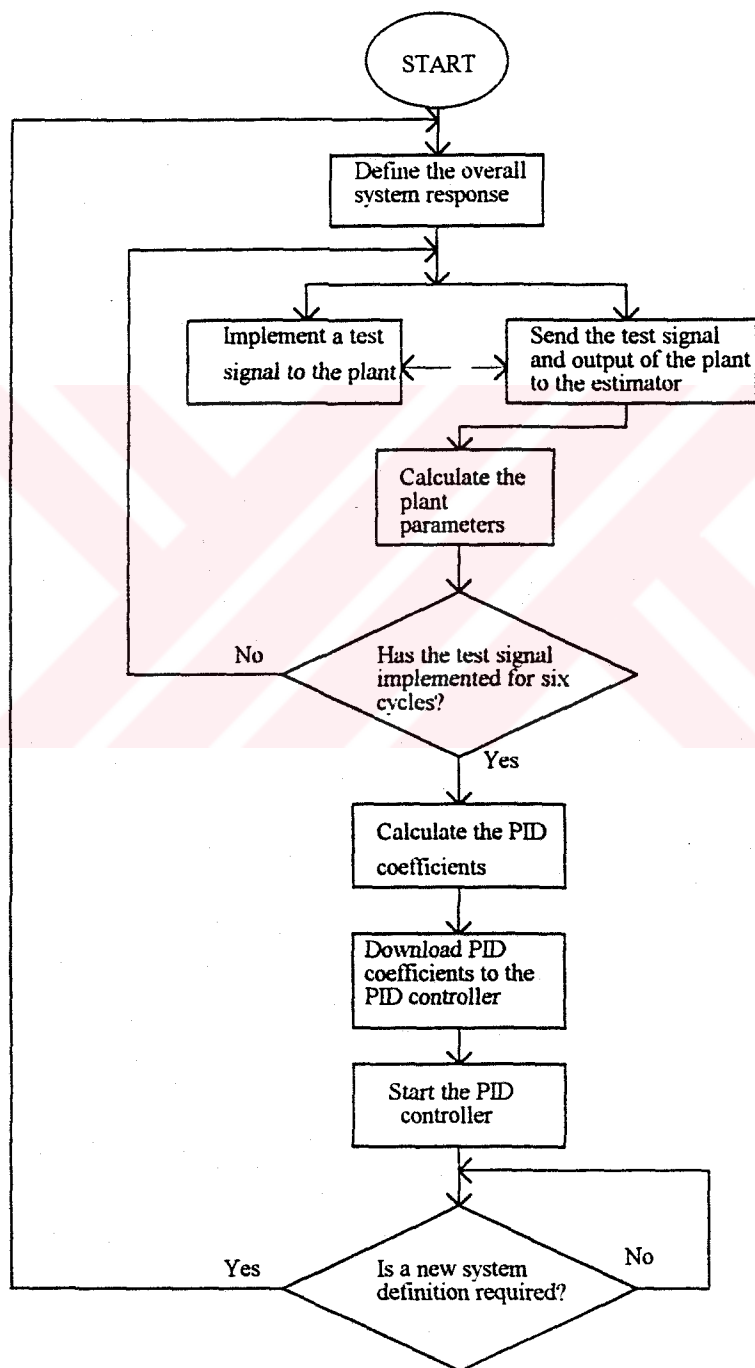 START
Define the overall
system response
Implement a test
signal to the plant
Send the test signal
and output of the plant
to the estimator
Calculate the
plant
parameters
No
Has the test signal
implemented for six
cycles?
Yes
Calculate the PID
coefficients
Download PID
coefficients to the
PID controller
Start the PID
controller
Yes
Is a new system
definition required?
No